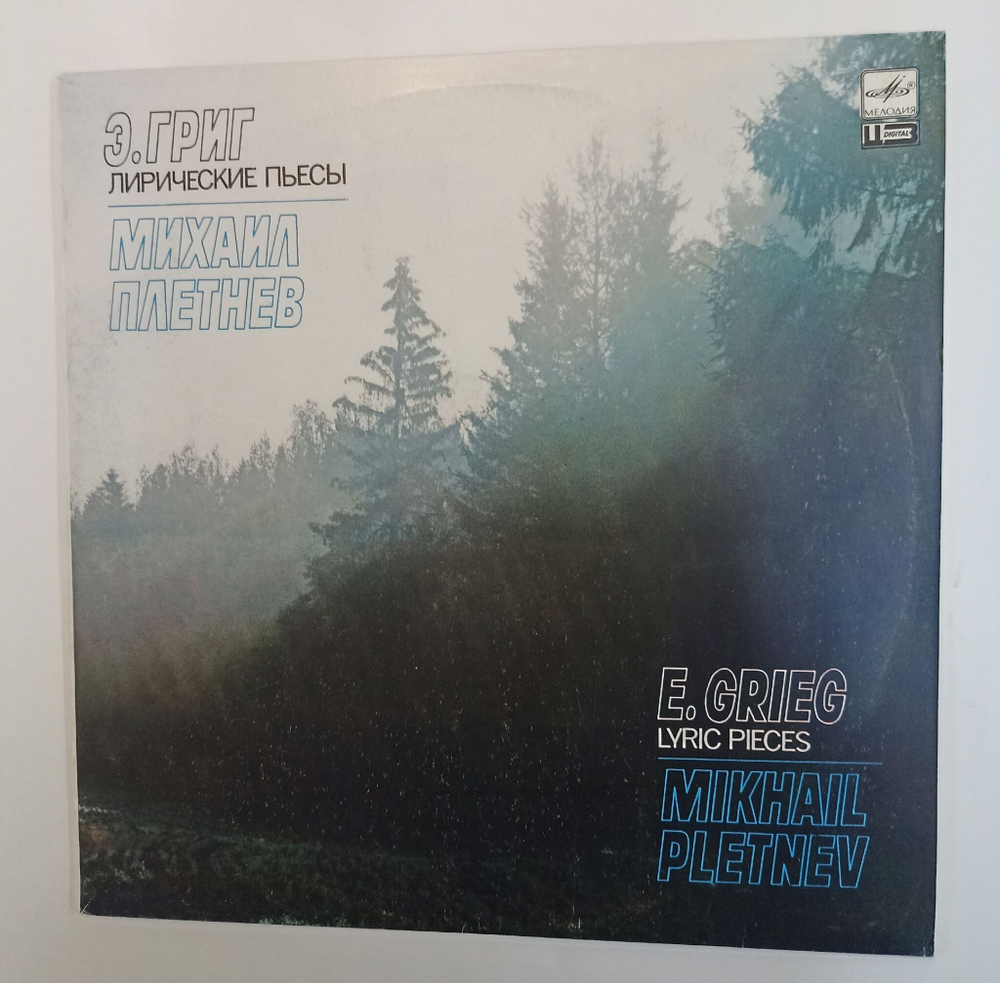 Э.ГРИГ
ЛИРИЧЕСКИЕ ПЬЕСЫ
МИХАИЛ
ПЛЕТНЕВ
МЕЛОДИЯ
DIGITAL
E. GRIEG
LYRIC PIECES
MIKHAIL
PLETNEV